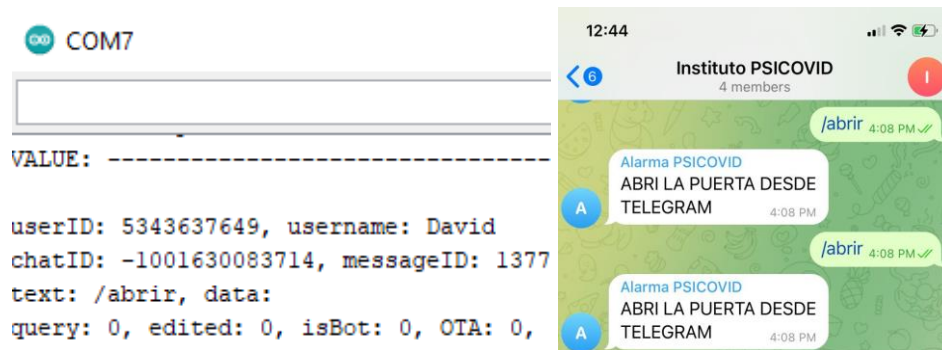 COM7
VALUE: --------------------------------
userID: 5343637649, username: David
chatID: -1001630083714, messageID: 1377
text: /abrir, data:
query: 0, edited: 0, isBot: 0, OTA: 0,
12:44
6
Instituto PSICOVID
4 members
I
/abrir 4:08 PM
Alarma PSICOVID
ABRI LA PUERTA DESDE
TELEGRAM 4:08 PM
A
/abrir 4:08 PM
Alarma PSICOVID
ABRI LA PUERTA DESDE
TELEGRAM 4:08 PM
A